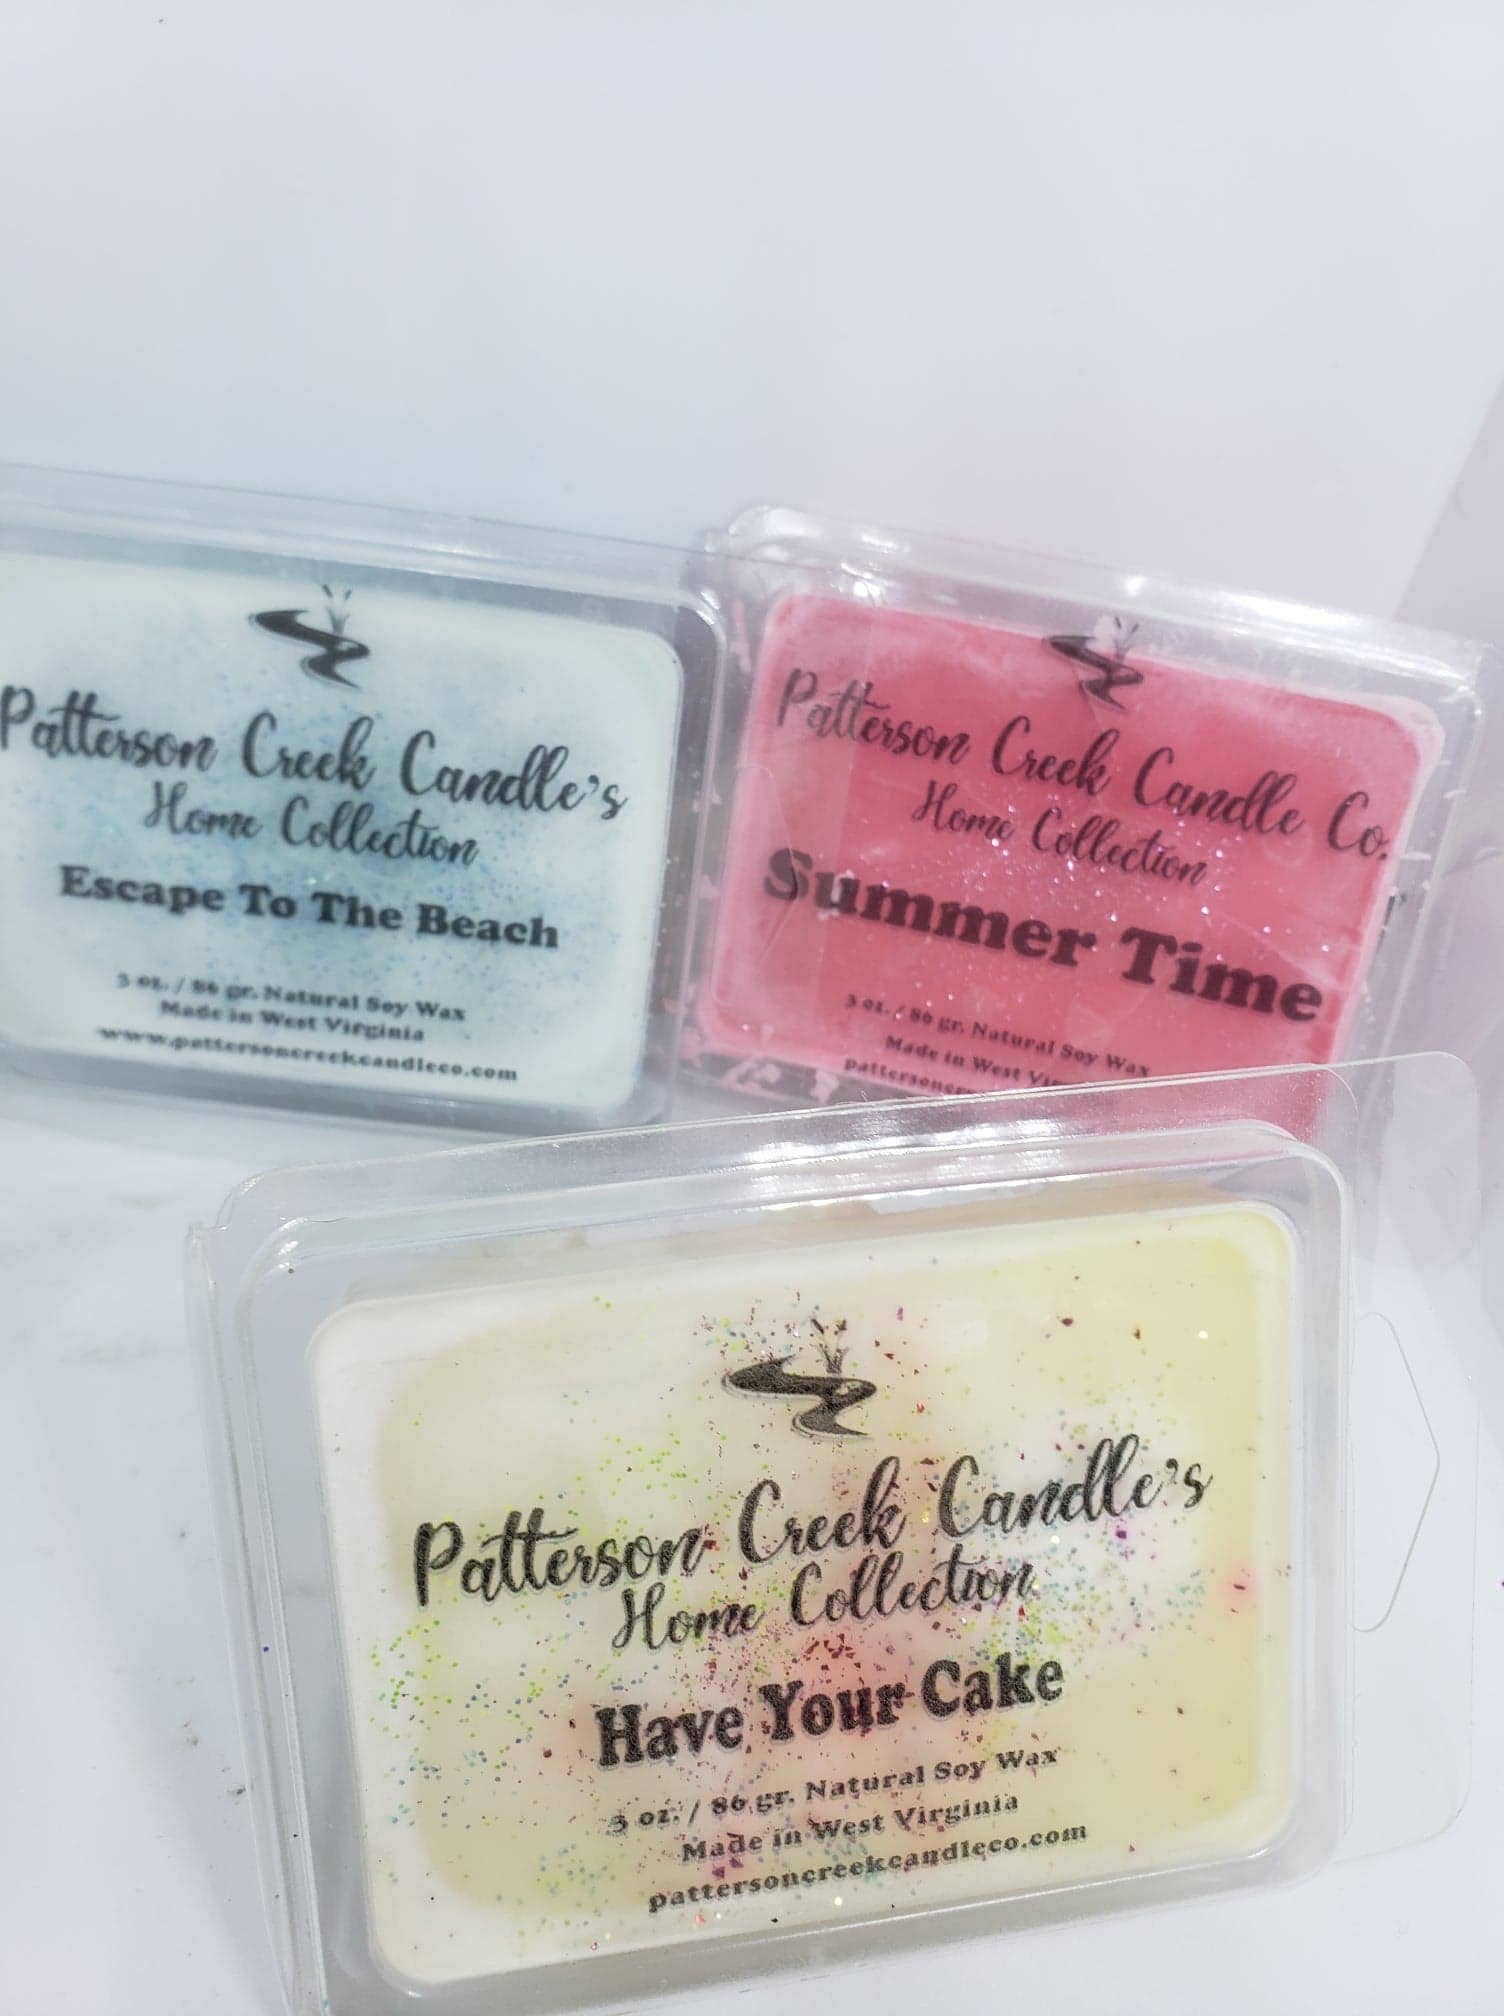 Patterson Creek Candle's
Home Collection
Escape To The Beach
3 oz. / 86 gr. Natural Soy Wax
Made in West Virginia
www.pattersoncreekcandleco.com
Patterson Creek Candle Co.
Home Collection
Summer Time
3 oz. / 86 gr. Natural Soy Wax
Made in West
Patterson Creek Candle's
Home Collection
Have Your Cake
3 oz. / 86 gr. Natural Soy Wax
Made in West Virginia
pattersoncreekcandleco.com